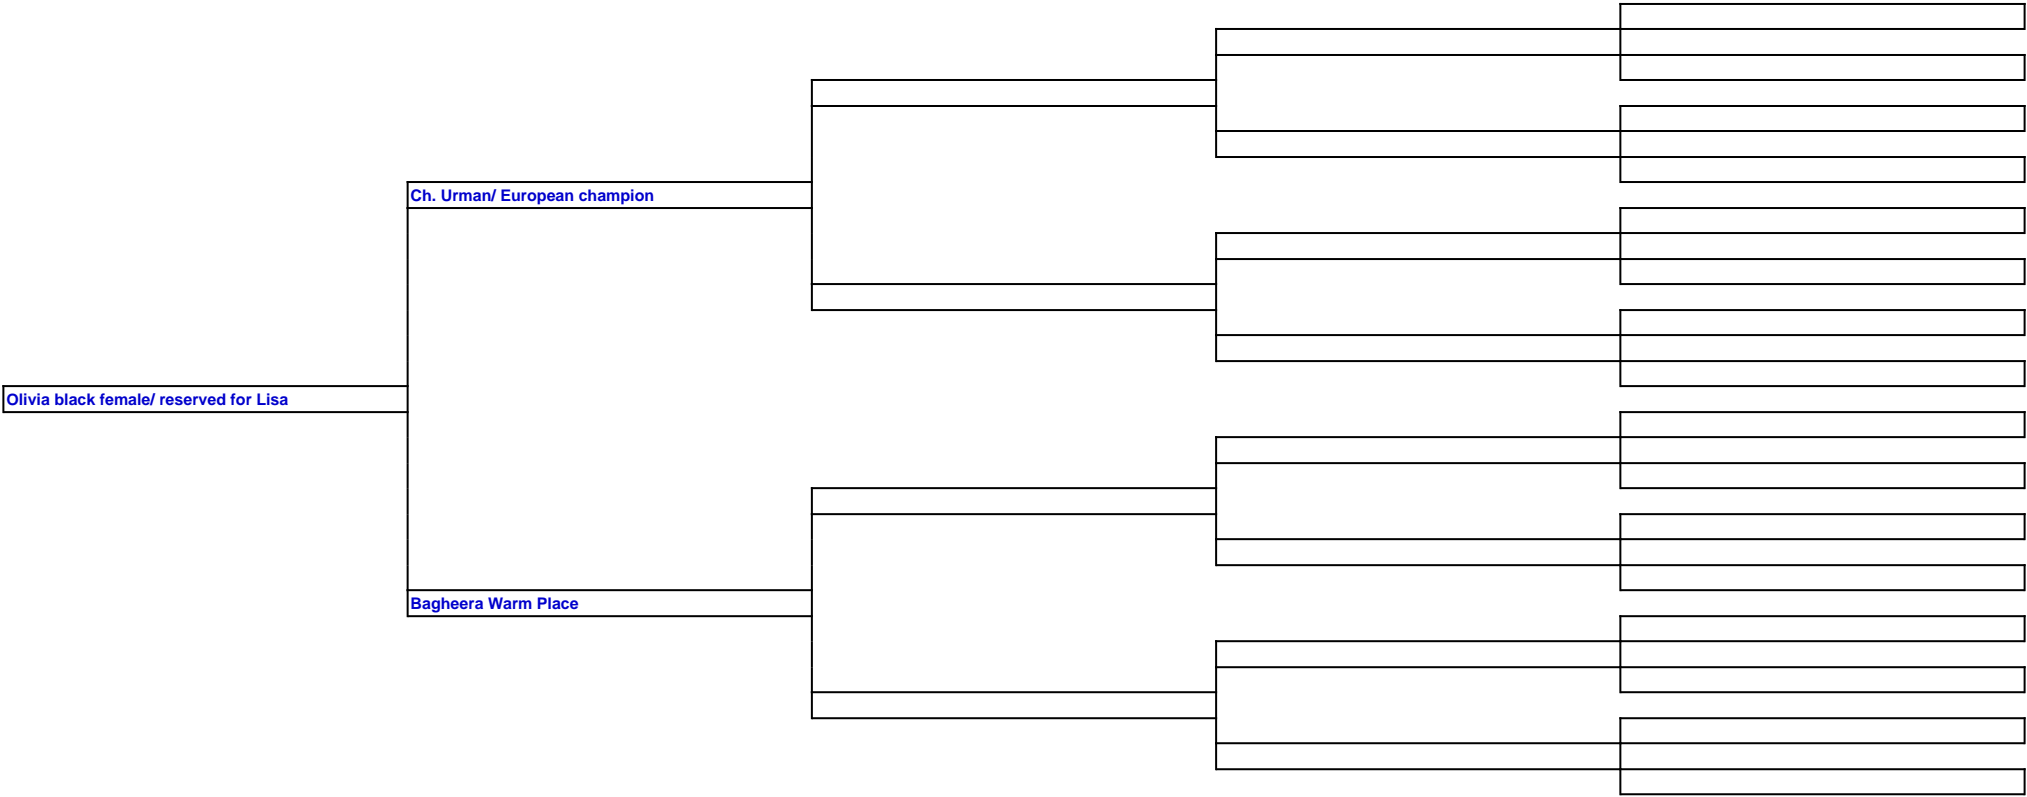 Ch. Urman/ European champion
Olivia black female/ reserved for Lisa
Bagheera Warm Place